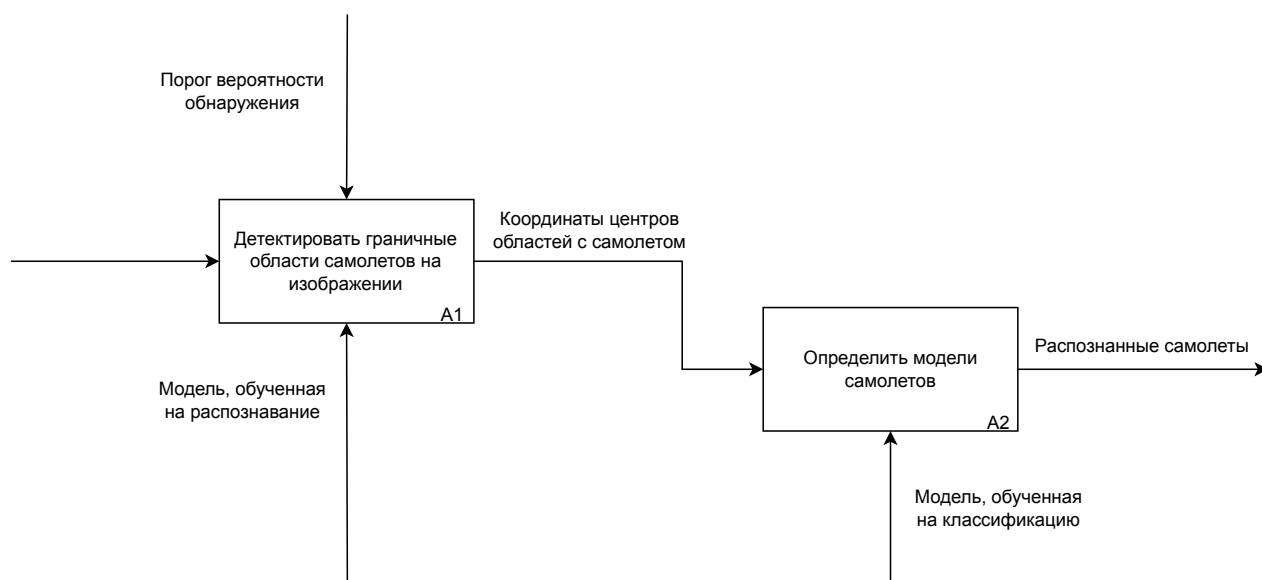 Порог вероятности
обнаружения
Детектировать граничные
области самолетов на
изображении
A1
Координаты центров
областей с самолетом
Модель, обученная
на распознавание
Определить модели
самолетов
A2
Распознанные самолеты
Модель, обученная
на классификацию